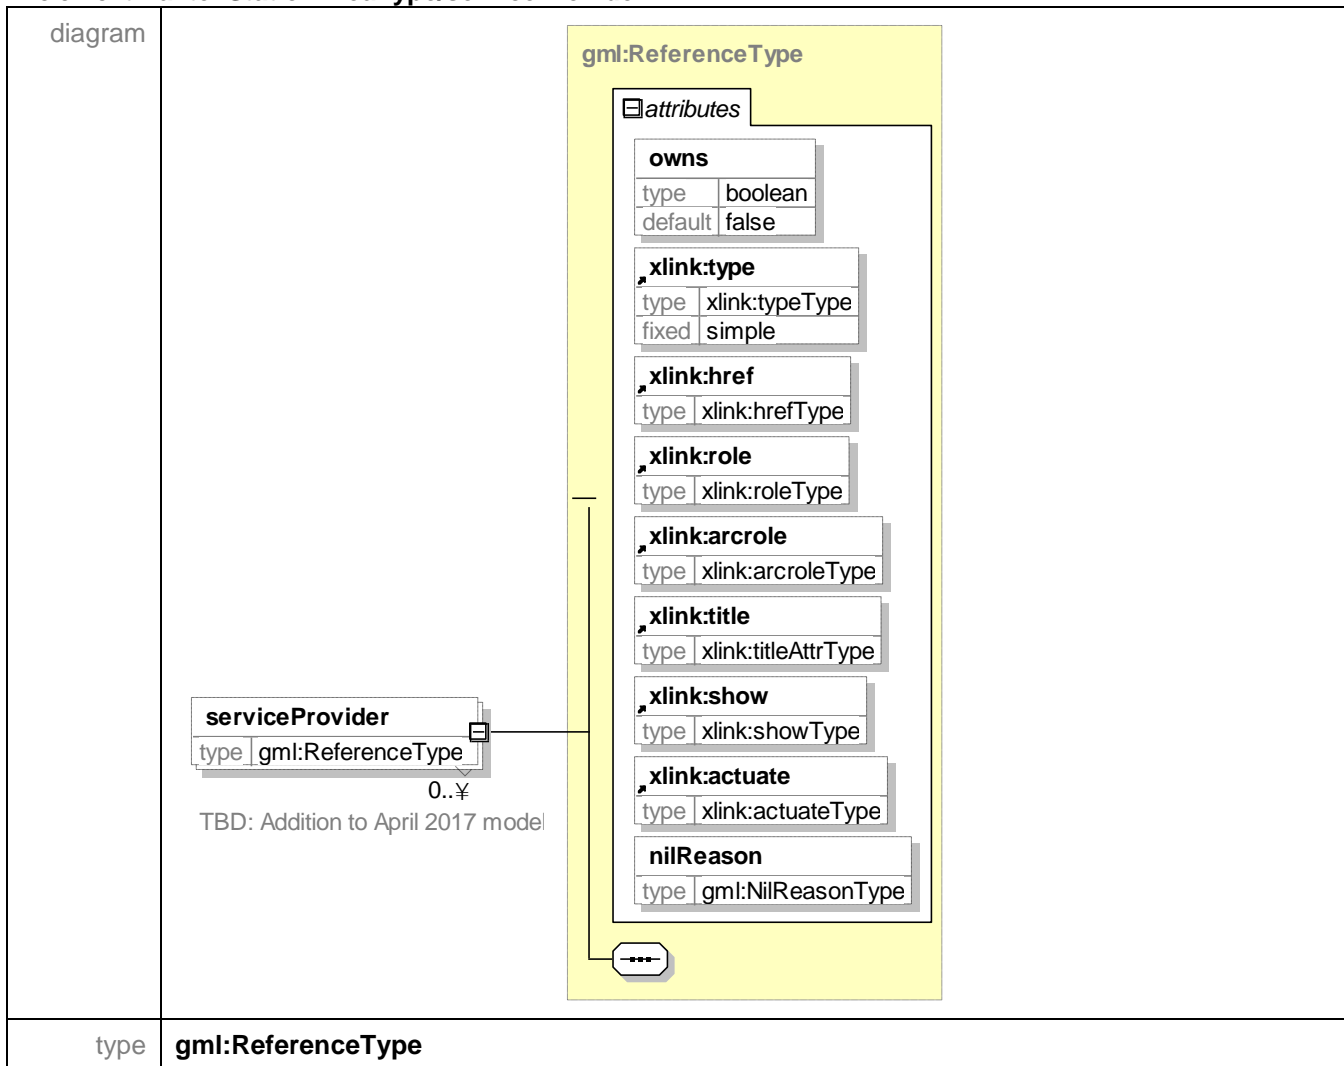 diagram
gml:ReferenceType
attributes
owns
type boolean
default false
xlink:type
type xlink:typeType
fixed simple
xlink:href
type xlink:hrefType
xlink:role
type xlink:roleType
xlink:arcrole
type xlink:arcroleType
xlink:title
type xlink:titleAttrType
xlink:show
type xlink:showType
serviceProvider
type gml:ReferenceType
0..¥
TBD: Addition to April 2017 model
xlink:actuate
type xlink:actuateType
nilReason
type gml:NilReasonType
type gml:ReferenceType